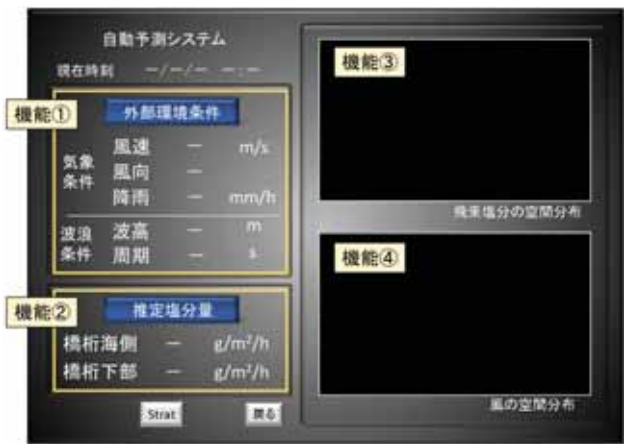 自動予測システム
現在時刻 －/－/－ －:－
機能①
外部環境条件
気象条件
風速 － m/s
風向 －
降雨 － mm/h
波浪条件
波高 － m
周期 － s
機能②
推定塩分量
橋桁海側 － g/m²/h
橋桁下部 － g/m²/h
Strat
戻る
機能③
飛来塩分の空間分布
機能④
風の空間分布